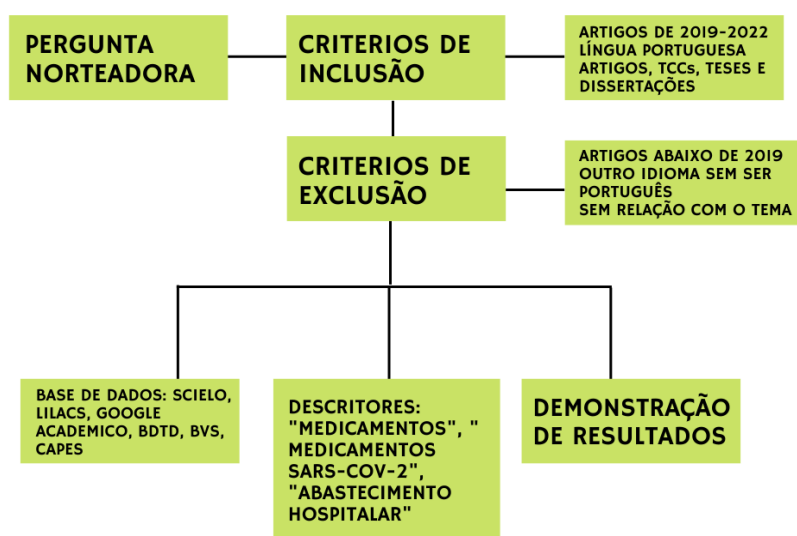 PERGUNTA
NORTEADORA
CRITERIOS DE
INCLUSÃO
ARTIGOS DE 2019-2022
LÍNGUA PORTUGUESA
ARTIGOS, TCCs, TESES E
DISSERTAÇÕES
CRITERIOS DE
EXCLUSÃO
ARTIGOS ABAIXO DE 2019
OUTRO IDIOMA SEM SER
PORTUGUÊS
SEM RELAÇÃO COM O TEMA
BASE DE DADOS: SCIELO,
LILACS, GOOGLE
ACADEMICO, BDTD, BVS,
CAPES
DESCRITORES:
"MEDICAMENTOS", "
MEDICAMENTOS
SARS-COV-2",
"ABASTECIMENTO
HOSPITALAR"
DEMONSTRAÇÃO
DE RESULTADOS